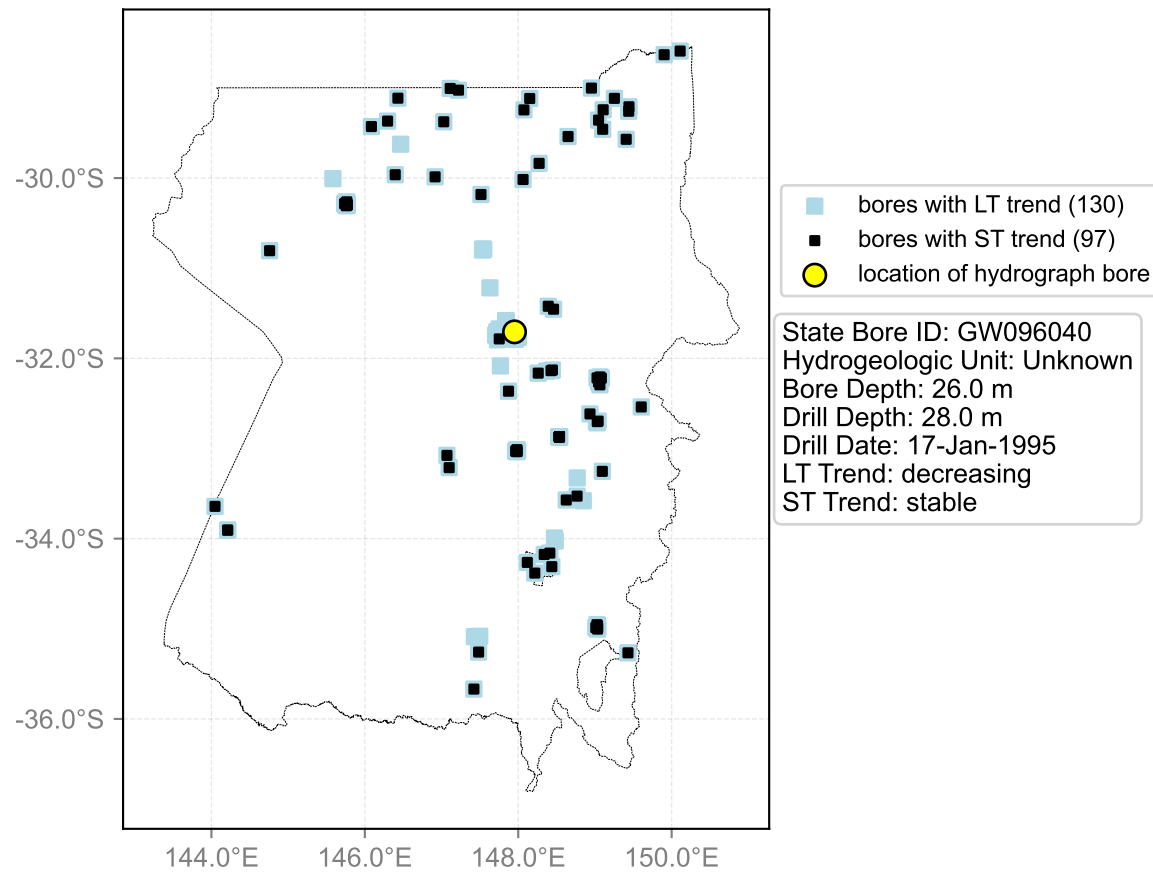 -30.0°S
-32.0°S
-34.0°S
-36.0°S
144.0°E
146.0°E
148.0°E
150.0°E
bores with LT trend (130)
bores with ST trend (97)
location of hydrograph bore
State Bore ID: GW096040
Hydrogeologic Unit: Unknown
Bore Depth: 26.0 m
Drill Depth: 28.0 m
Drill Date: 17-Jan-1995
LT Trend: decreasing
ST Trend: stable